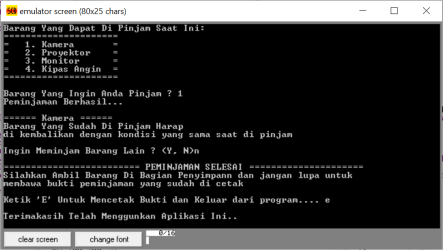 emulator screen (80x25 chars)
Barang Yang Dapat Di Pinjam Saat Ini:
=====================
= 1. Kamera =
= 2. Proyektor =
= 3. Monitor =
= 4. Kipas Angin =
=====================
Barang Yang Ingin Anda Pinjam ? 1
Peminjaman Berhasil...
====== Kamera ======
Barang Yang Sudah Di Pinjam Harap
di kembalikan dengan kondisi yang sama saat di pinjam
Ingin Meminjam Barang Lain ? (Y, N)n
========================= PEMINJAMAN SELESAI =====================
Silahkan Ambil Barang Di Bagian Penyimpann dan jangan lupa untuk
membawa bukti peminjaman yang sudah di cetak
Ketik 'E' Untuk Mencetak Bukti dan Keluar dari program.... e
Terimakasih Telah Menggunkan Aplikasi Ini..
clear screen change font 0/16